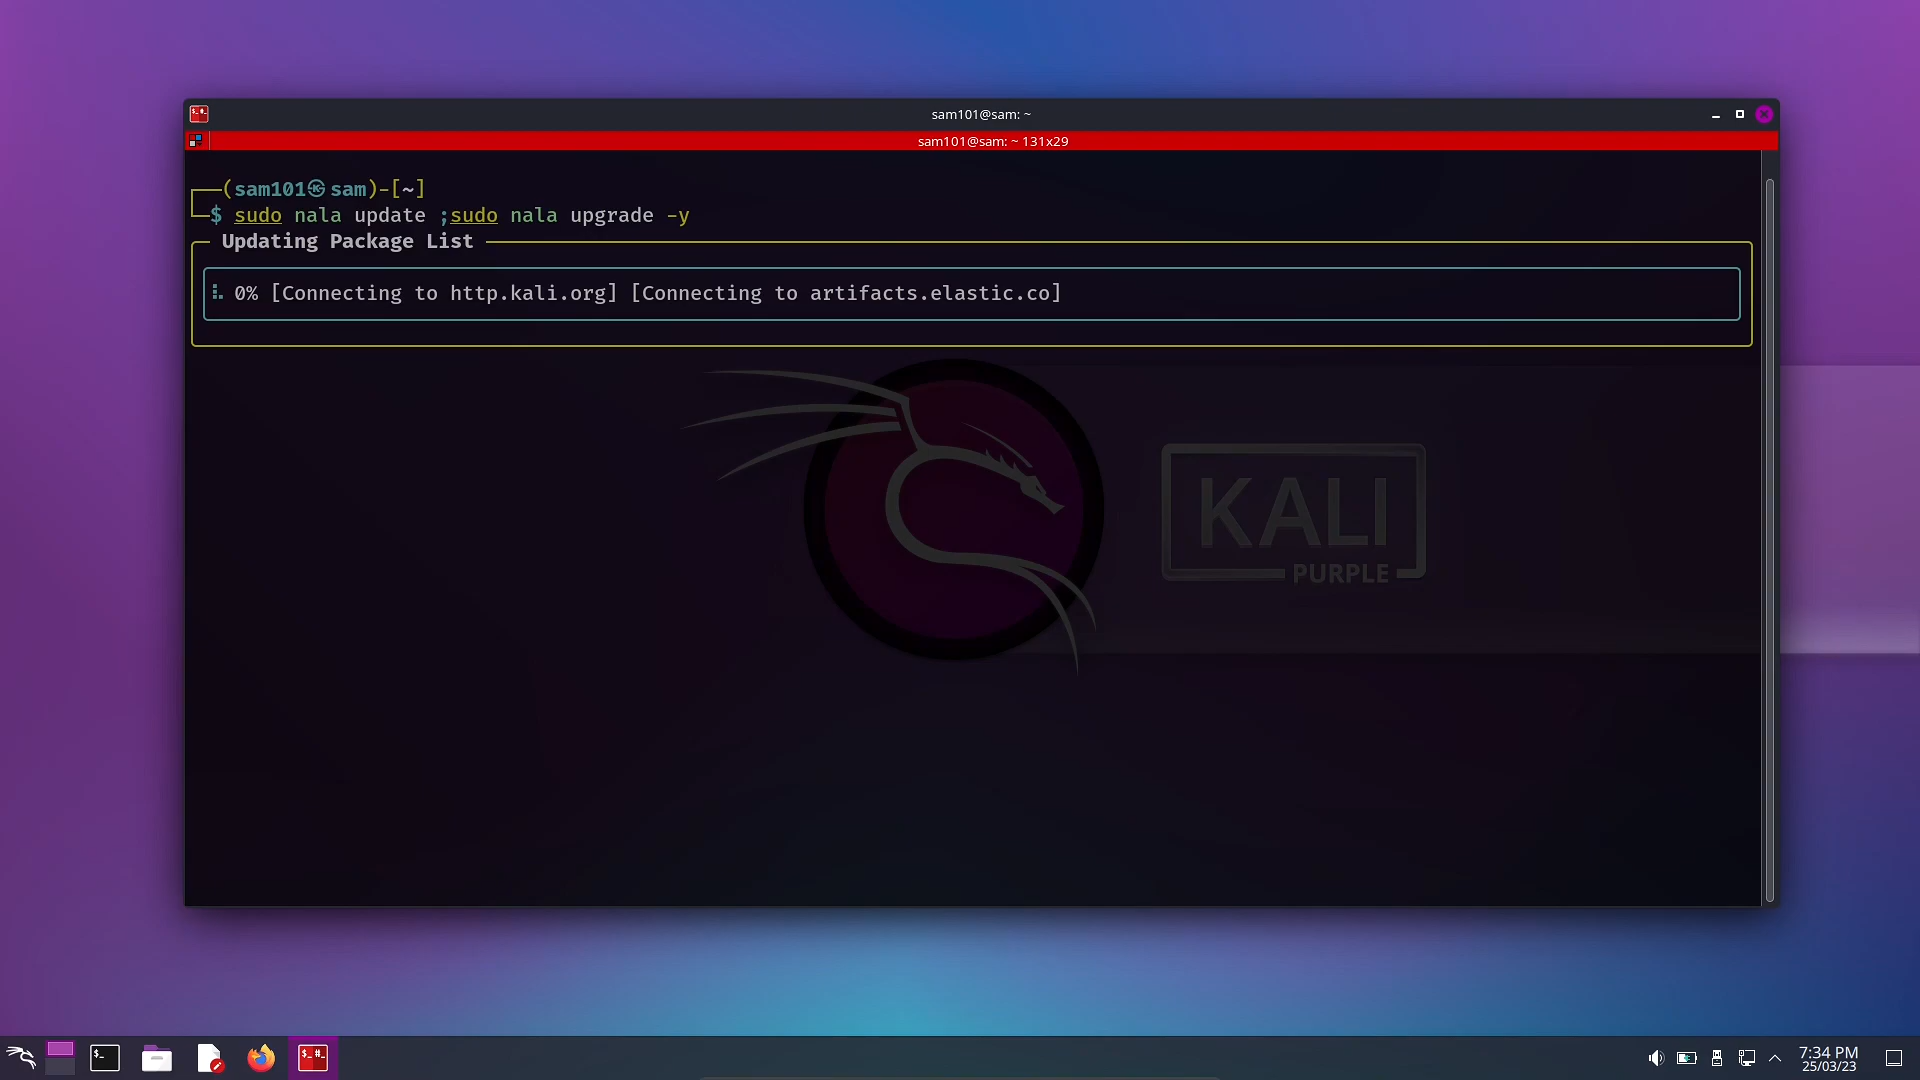 sam101@sam: ~
sam101@sam: ~ 131x29
┌──(sam101㉿sam)-[~]
└─$ sudo nala update ;sudo nala upgrade -y
Updating Package List
0% [Connecting to http.kali.org] [Connecting to artifacts.elastic.co]
KALI
PURPLE
7:34 PM
25/03/23